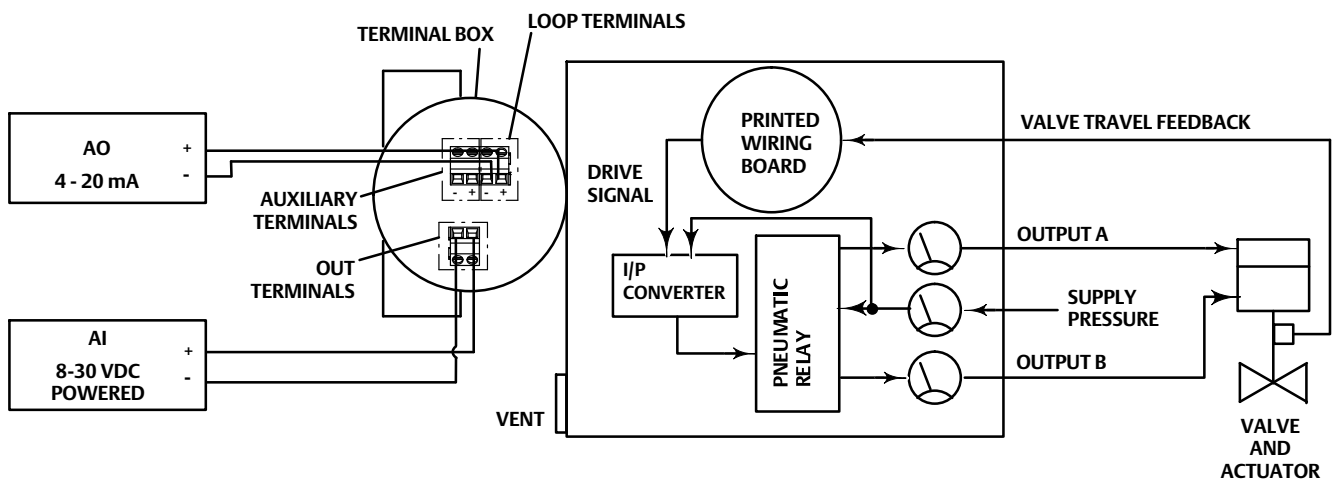 LOOP TERMINALS
TERMINAL BOX
AO
4 - 20 mA
+
-
AUXILIARY
TERMINALS
- + - +
OUT
TERMINALS
AI
8-30 VDC
POWERED
+
-
VENT
PRINTED
WIRING
BOARD
DRIVE
SIGNAL
I/P
CONVERTER
PNEUMATIC
RELAY
VALVE TRAVEL FEEDBACK
OUTPUT A
SUPPLY
PRESSURE
OUTPUT B
VALVE
AND
ACTUATOR